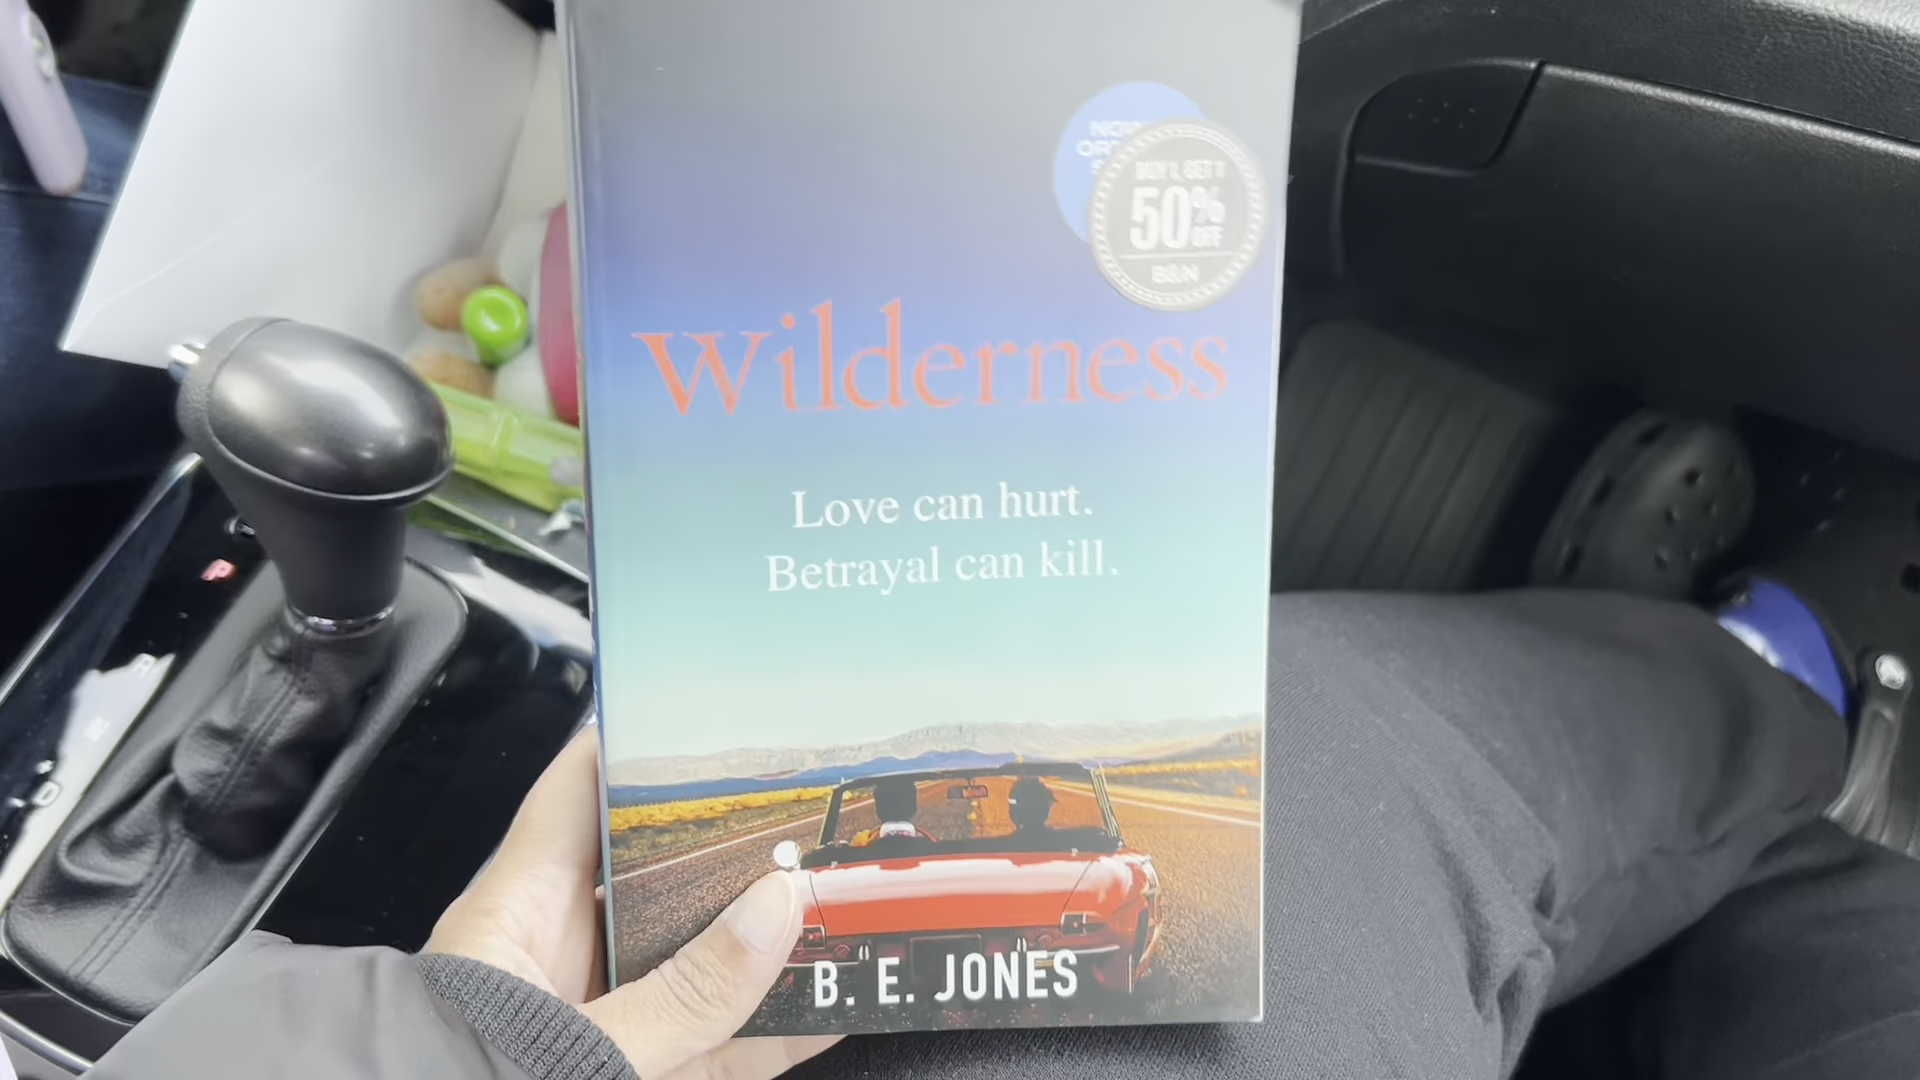 BUY 1, GET 1
50%
OFF
B&N
Wilderness
Love can hurt.
Betrayal can kill.
B. E. JONES
P
R
N
D